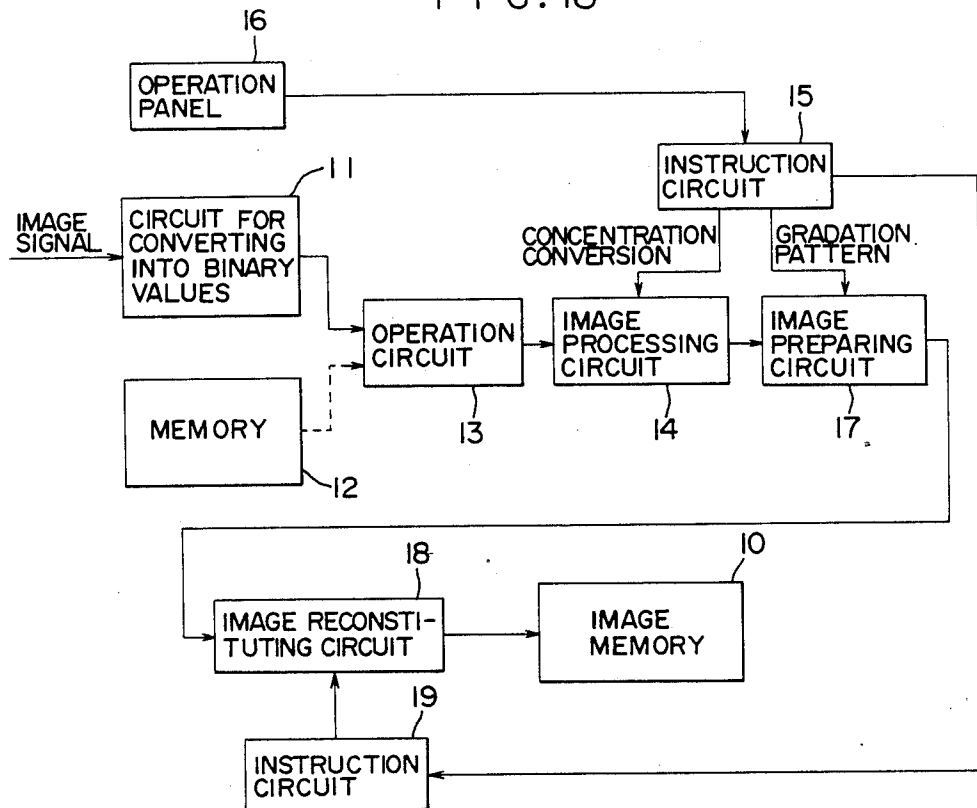 F I G .
16
OPERATION
PANEL
15
INSTRUCTION
CIRCUIT
11
IMAGE
SIGNAL
CIRCUIT FOR
CONVERTING
INTO BINARY
VALUES
CONCENTRATION
CONVERSION
GRADATION
PATTERN
OPERATION
CIRCUIT
13
IMAGE
PROCESSING
CIRCUIT
14
IMAGE
PREPARING
CIRCUIT
17
MEMORY
12
18
IMAGE RECONSTI-
TUTING CIRCUIT
10
IMAGE
MEMORY
19
INSTRUCTION
CIRCUIT